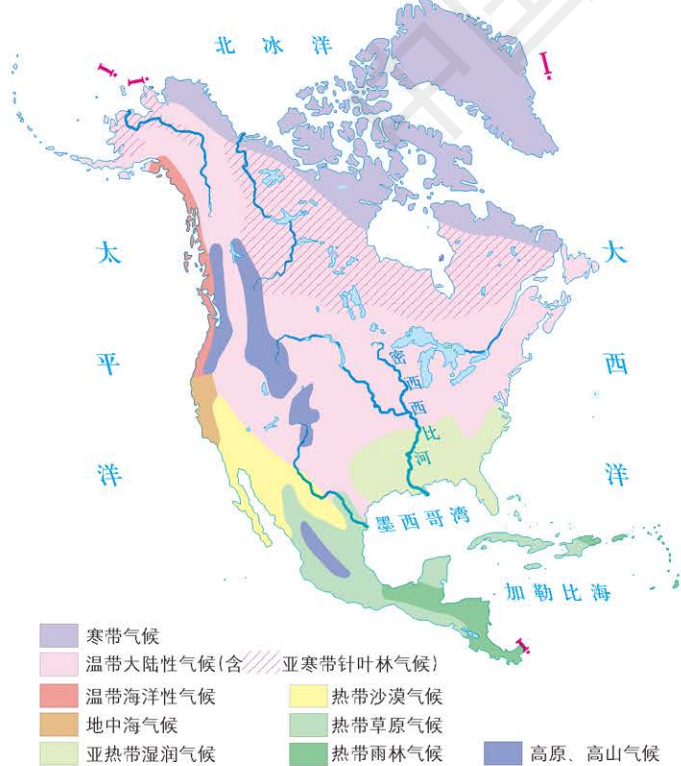 北冰洋
太平洋
大西洋
密西西比河
墨西哥湾
加勒比海
寒带气候
温带大陆性气候(含 亚寒带针叶林气候)
温带海洋性气候 热带沙漠气候
地中海气候 热带草原气候
亚热带湿润气候 热带雨林气候 高原、高山气候